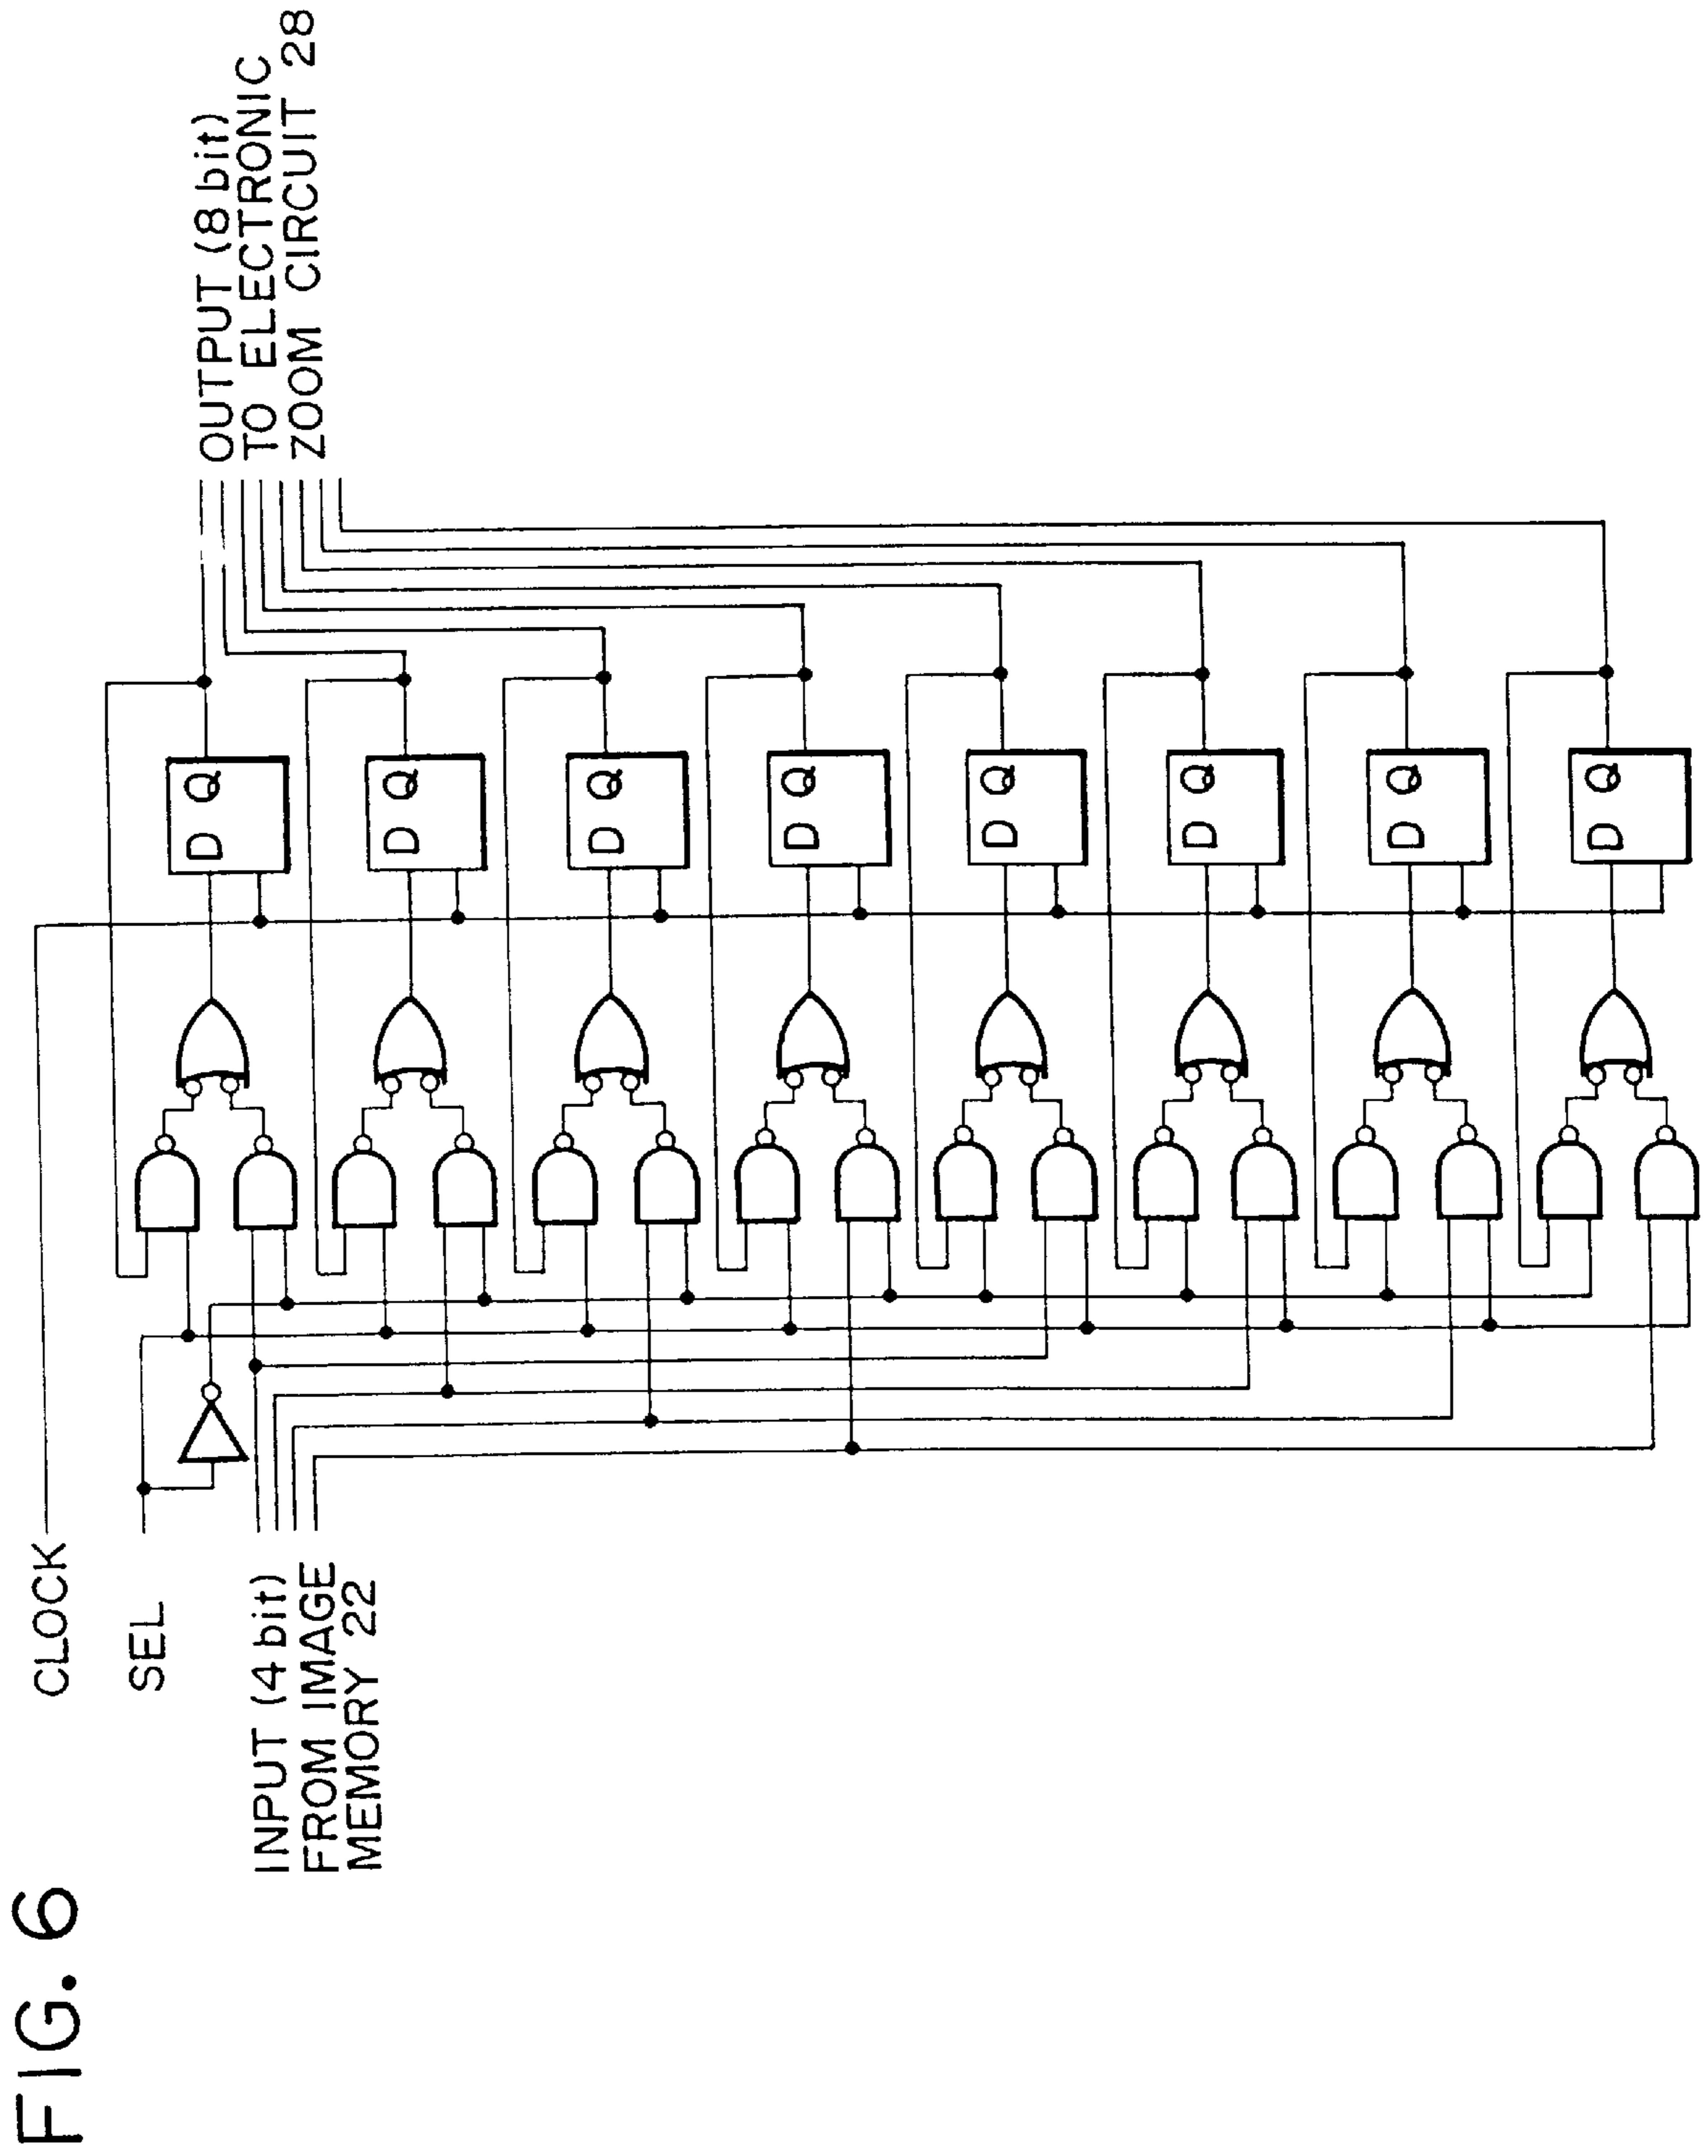 FIG. 6
CLOCK
SEL
INPUT (4 bit)
FROM IMAGE
MEMORY 22
OUTPUT (8 bit)
TO ELECTRONIC
ZOOM CIRCUIT 28
D Q
D Q
D Q
D Q
D Q
D Q
D Q
D Q